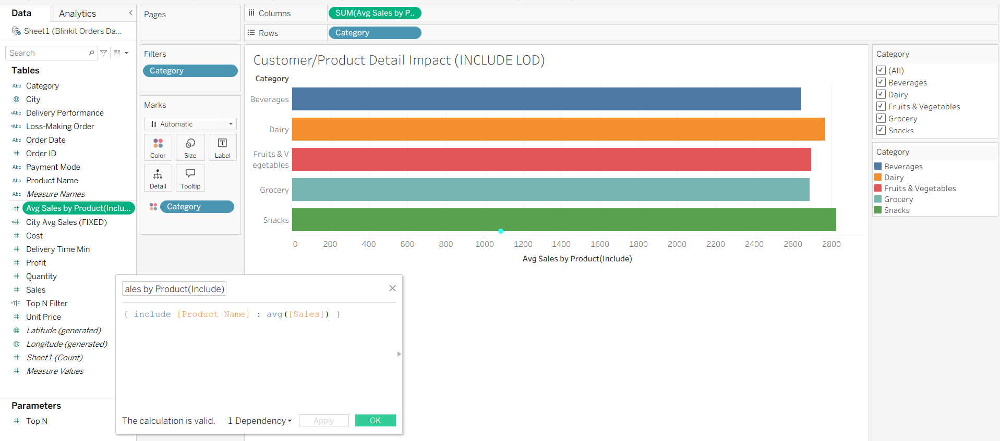 Data
Analytics
Sheet1 (Blinkit Orders Da...
Search
Tables
Abc Category
City
=Abc Delivery Performance
=Abc Loss-Making Order
Abc Order Date
# Order ID
Abc Payment Mode
Abc Product Name
Abc Measure Names
=# Avg Sales by Product(Inclu...
=# City Avg Sales (FIXED)
# Cost
# Delivery Time Min
# Profit
# Quantity
# Sales
=T|F Top N Filter
# Unit Price
Latitude (generated)
Longitude (generated)
# Sheet1 (Count)
# Measure Values
Parameters
# Top N
Pages
Filters
Category
Marks
Automatic
Color Size Label
Detail Tooltip
Category
Columns SUM(Avg Sales by P..
Rows Category
Customer/Product Detail Impact (INCLUDE LOD)
Category
Beverages
Dairy
Fruits & V
egetables
Grocery
Snacks
0 200 400 600 800 1000 1200 1400 1600 1800 2000 2200 2400 2600 2800
Avg Sales by Product(Include)
ales by Product(Include)
{ include [Product Name] : avg([Sales]) }
The calculation is valid. 1 Dependency Apply OK
Category
(All)
Beverages
Dairy
Fruits & Vegetables
Grocery
Snacks
Category
Beverages
Dairy
Fruits & Vegetables
Grocery
Snacks